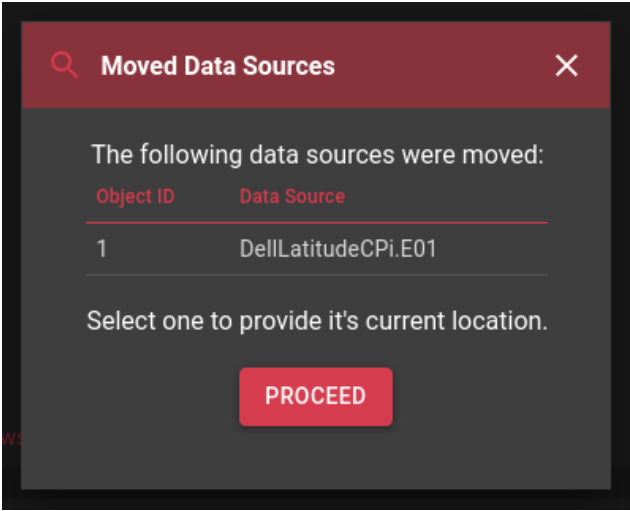 Moved Data Sources
The following data sources were moved:
Object ID Data Source
1 DellLatitudeCPi.E01
Select one to provide it's current location.
PROCEED